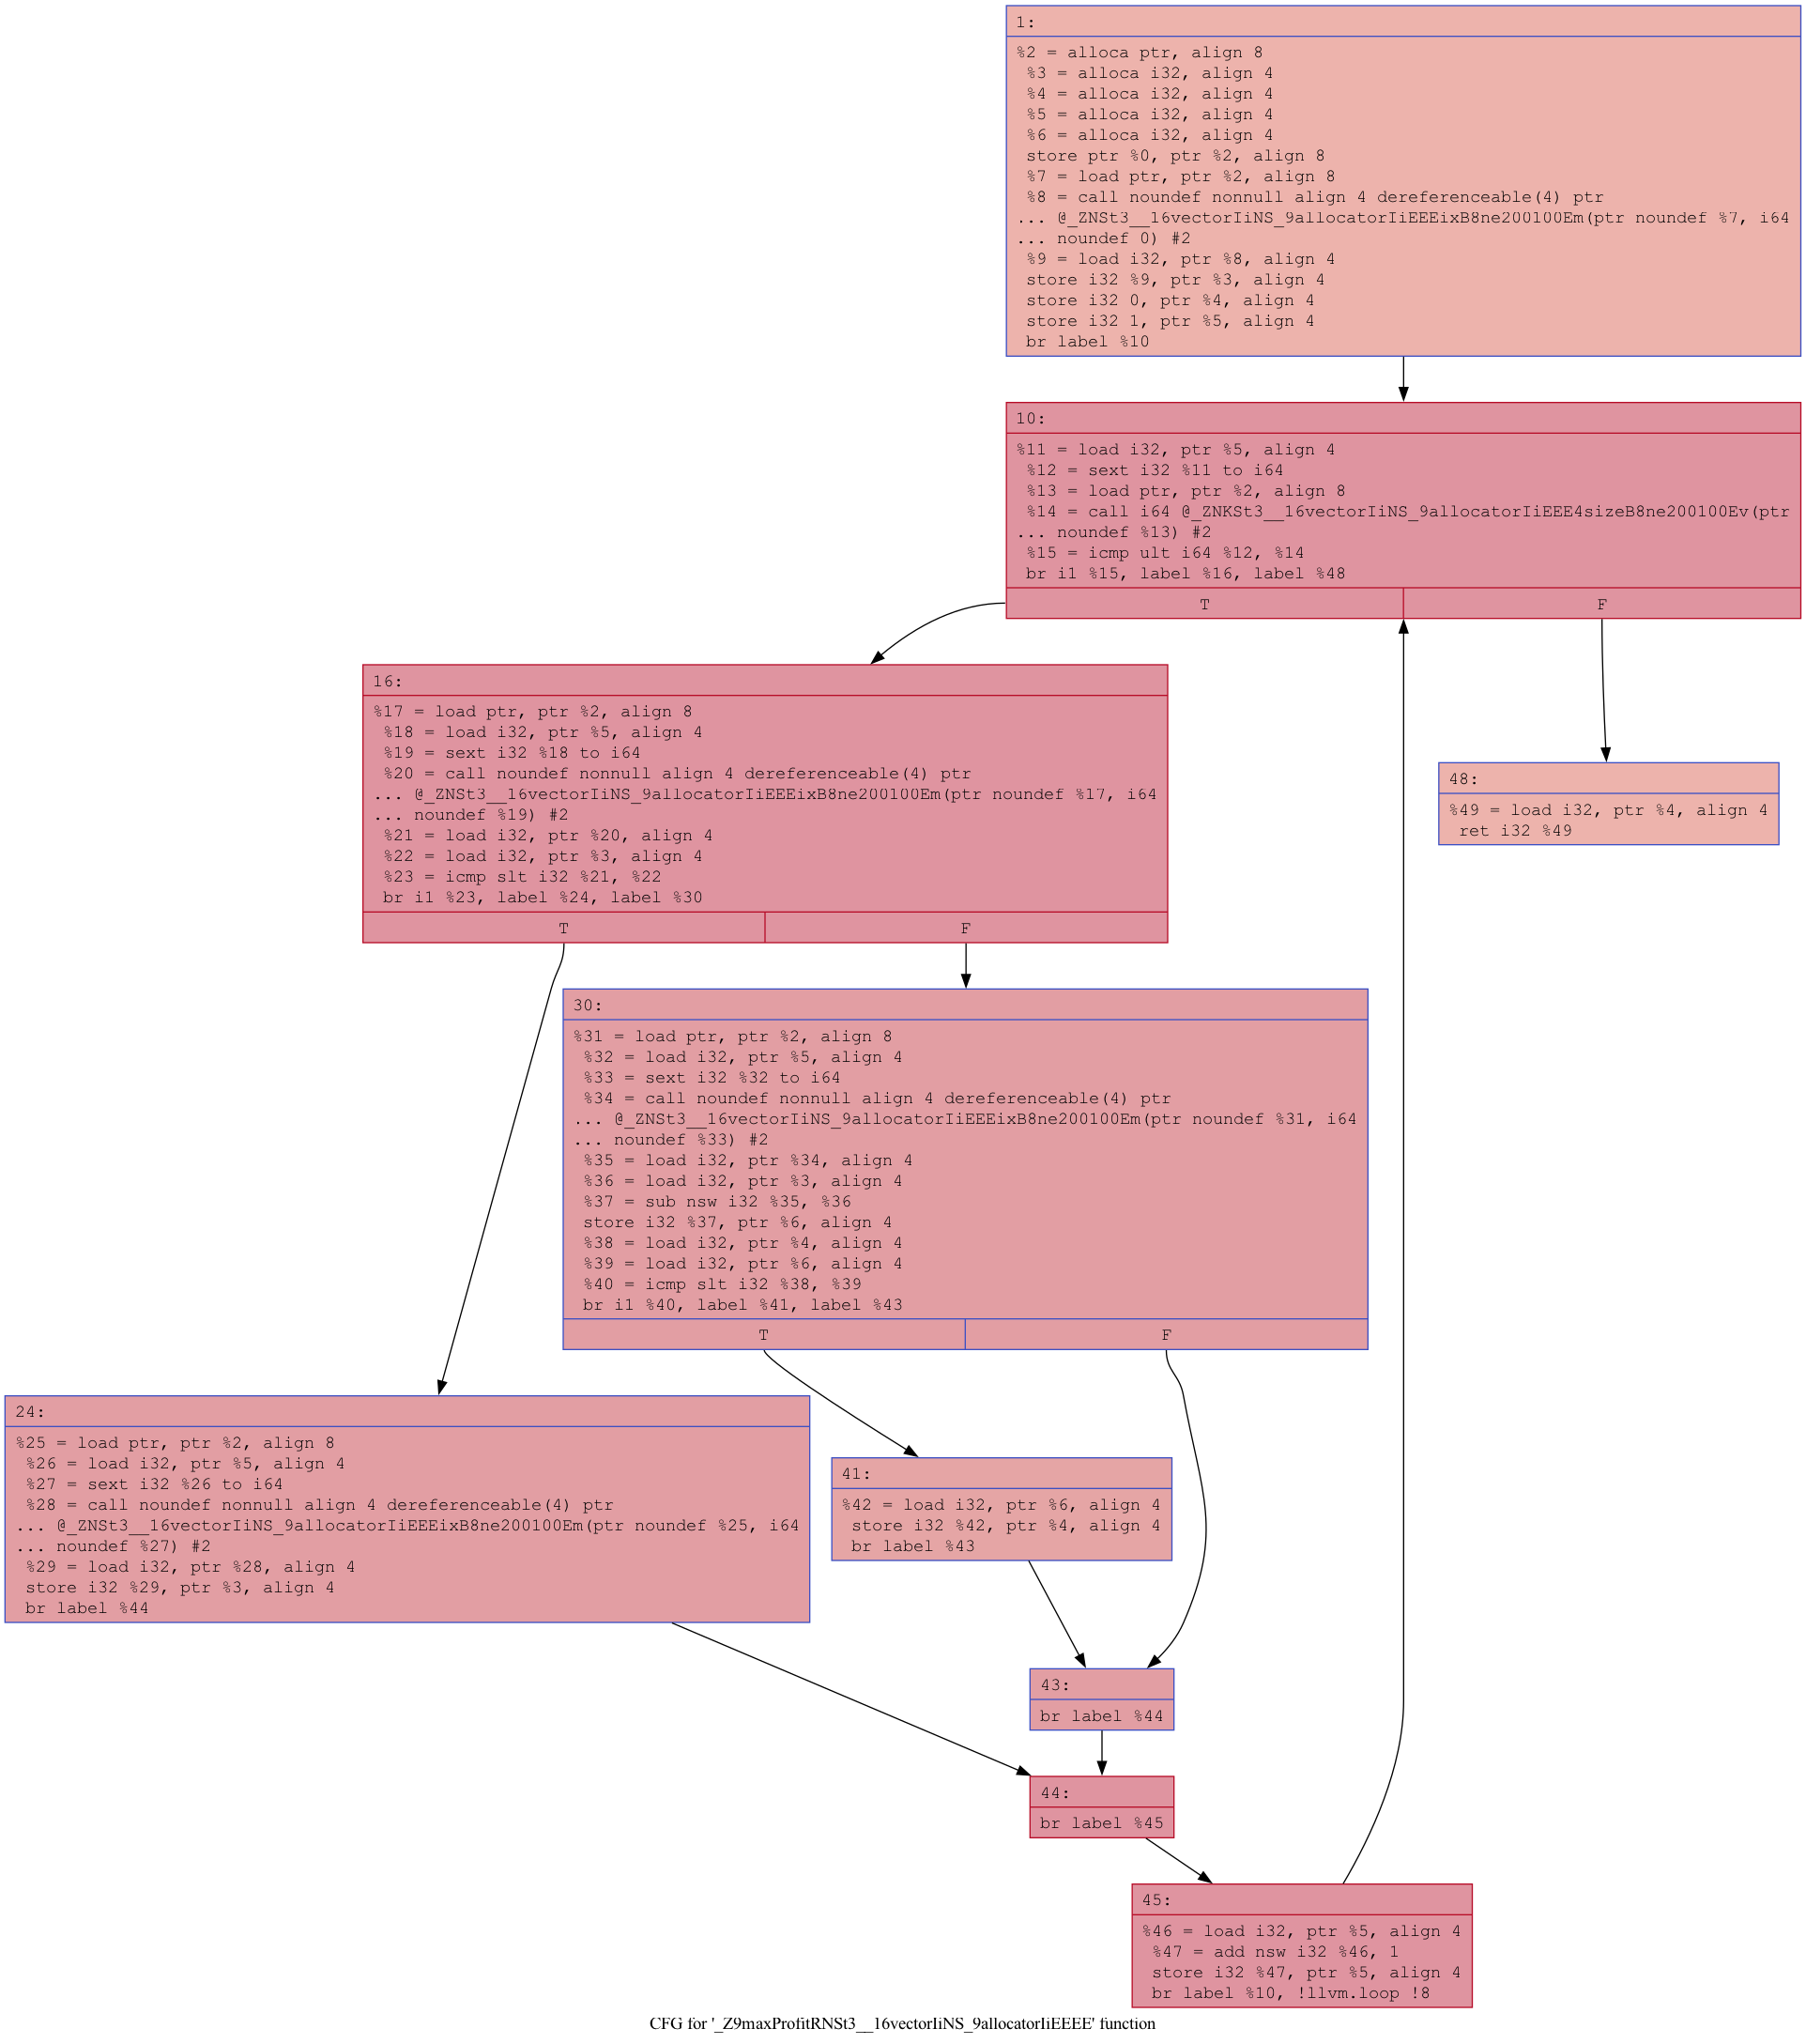 1:
%2 = alloca ptr, align 8
%3 = alloca i32, align 4
%4 = alloca i32, align 4
%5 = alloca i32, align 4
%6 = alloca i32, align 4
store ptr %0, ptr %2, align 8
%7 = load ptr, ptr %2, align 8
%8 = call noundef nonnull align 4 dereferenceable(4) ptr
... @_ZNSt3__16vectorIiNS_9allocatorIiEEEixB8ne200100Em(ptr noundef %7, i64
... noundef 0) #2
%9 = load i32, ptr %8, align 4
store i32 %9, ptr %3, align 4
store i32 0, ptr %4, align 4
store i32 1, ptr %5, align 4
br label %10
10:
%11 = load i32, ptr %5, align 4
%12 = sext i32 %11 to i64
%13 = load ptr, ptr %2, align 8
%14 = call i64 @_ZNKSt3__16vectorIiNS_9allocatorIiEEE4sizeB8ne200100Ev(ptr
... noundef %13) #2
%15 = icmp ult i64 %12, %14
br i1 %15, label %16, label %48
T F
16:
%17 = load ptr, ptr %2, align 8
%18 = load i32, ptr %5, align 4
%19 = sext i32 %18 to i64
%20 = call noundef nonnull align 4 dereferenceable(4) ptr
... @_ZNSt3__16vectorIiNS_9allocatorIiEEEixB8ne200100Em(ptr noundef %17, i64
... noundef %19) #2
%21 = load i32, ptr %20, align 4
%22 = load i32, ptr %3, align 4
%23 = icmp slt i32 %21, %22
br i1 %23, label %24, label %30
T F
48:
%49 = load i32, ptr %4, align 4
ret i32 %49
30:
%31 = load ptr, ptr %2, align 8
%32 = load i32, ptr %5, align 4
%33 = sext i32 %32 to i64
%34 = call noundef nonnull align 4 dereferenceable(4) ptr
... @_ZNSt3__16vectorIiNS_9allocatorIiEEEixB8ne200100Em(ptr noundef %31, i64
... noundef %33) #2
%35 = load i32, ptr %34, align 4
%36 = load i32, ptr %3, align 4
%37 = sub nsw i32 %35, %36
store i32 %37, ptr %6, align 4
%38 = load i32, ptr %4, align 4
%39 = load i32, ptr %6, align 4
%40 = icmp slt i32 %38, %39
br i1 %40, label %41, label %43
T F
24:
%25 = load ptr, ptr %2, align 8
%26 = load i32, ptr %5, align 4
%27 = sext i32 %26 to i64
%28 = call noundef nonnull align 4 dereferenceable(4) ptr
... @_ZNSt3__16vectorIiNS_9allocatorIiEEEixB8ne200100Em(ptr noundef %25, i64
... noundef %27) #2
%29 = load i32, ptr %28, align 4
store i32 %29, ptr %3, align 4
br label %44
41:
%42 = load i32, ptr %6, align 4
store i32 %42, ptr %4, align 4
br label %43
43:
br label %44
44:
br label %45
45:
%46 = load i32, ptr %5, align 4
%47 = add nsw i32 %46, 1
store i32 %47, ptr %5, align 4
br label %10, !llvm.loop !8
CFG for '_Z9maxProfitRNSt3__16vectorIiNS_9allocatorIiEEEE' function